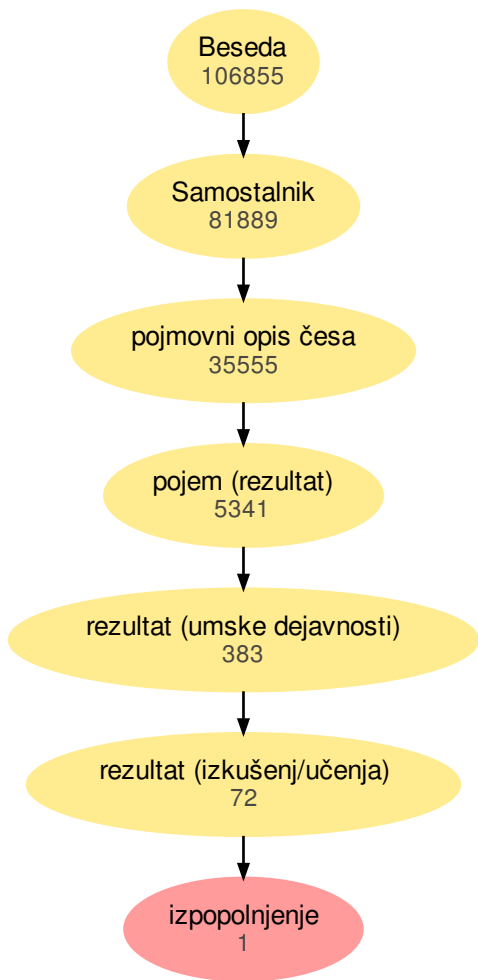 Beseda
106855
Samostalnik
81889
pojmovni opis česa
35555
pojem (rezultat)
5341
rezultat (umske dejavnosti)
383
rezultat (izkušenj/učenja)
72
izpopolnjenje
1